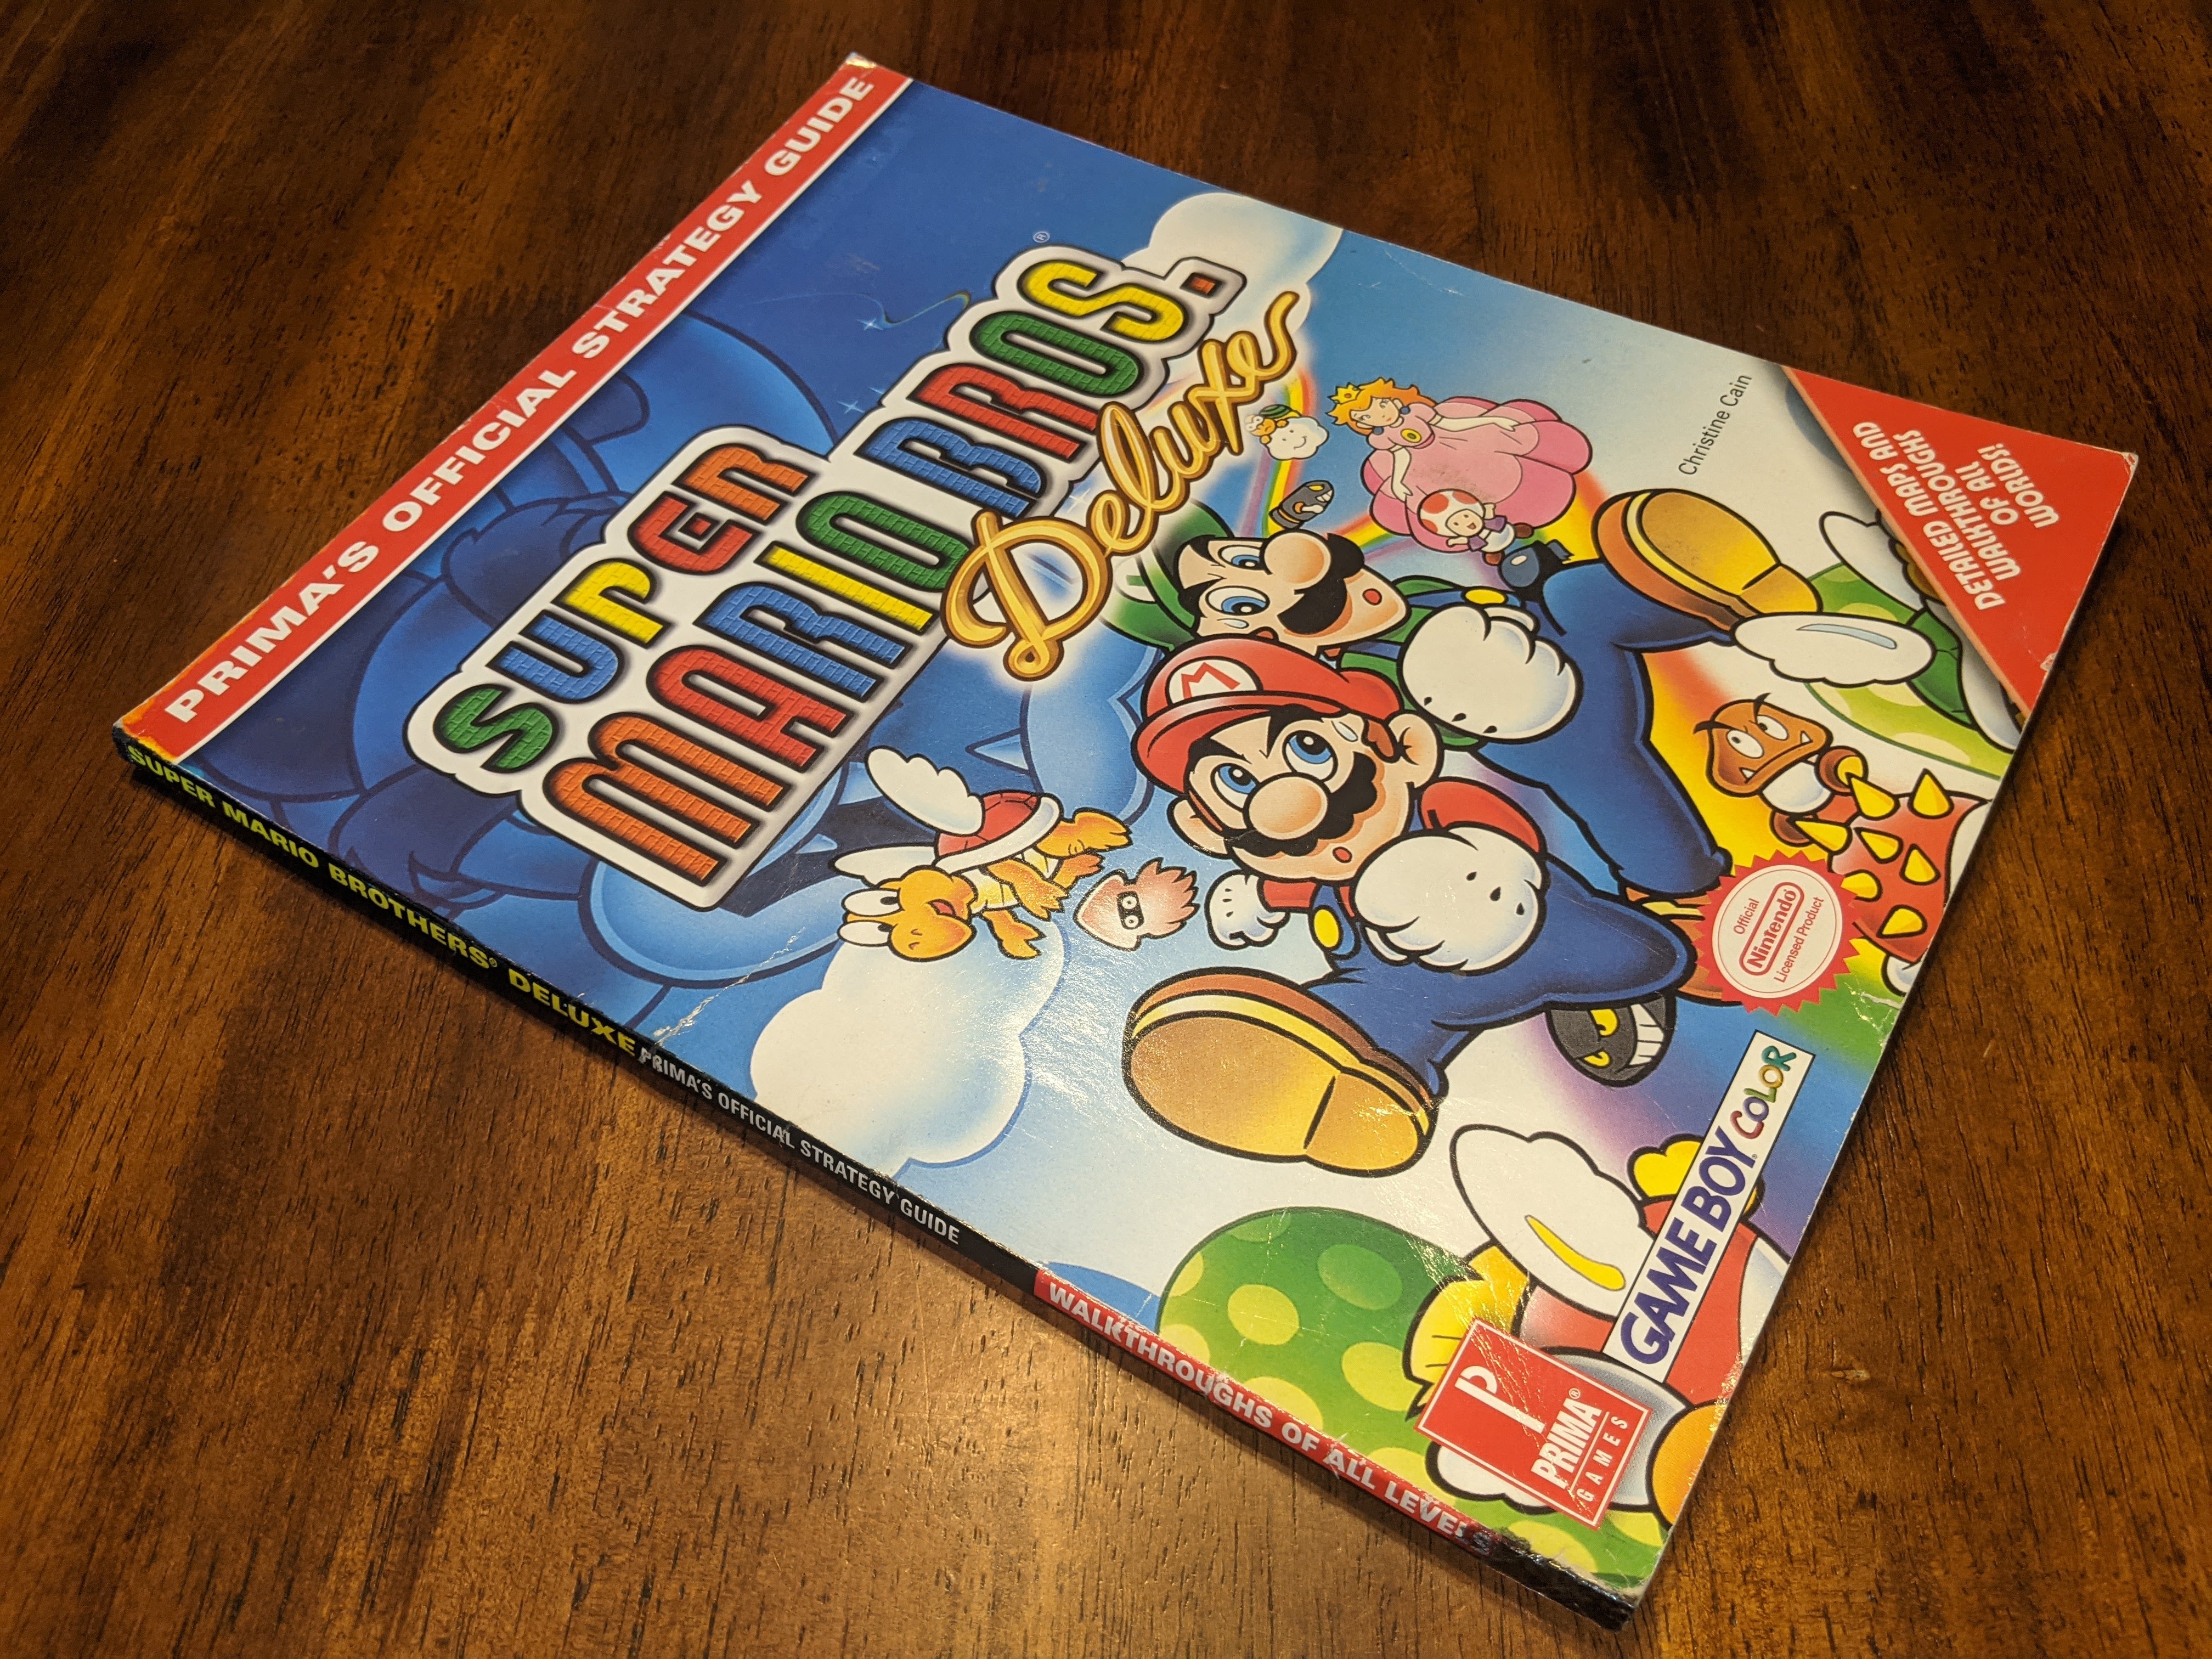 PRIMA'S OFFICIAL STRATEGY GUIDE
SUPER
MARIO BROS.®
Deluxe
Christine Cain
DETAILED MAPS AND
WALKTHROUGHS
OF ALL
WORDS!
M
Official
Nintendo®
Licensed Product
GAME BOY COLOR
P
PRIMA®
GAMES
SUPER MARIO BROTHERS® DELUXE PRIMA'S OFFICIAL STRATEGY GUIDE WALKTHROUGHS OF ALL LEVELS